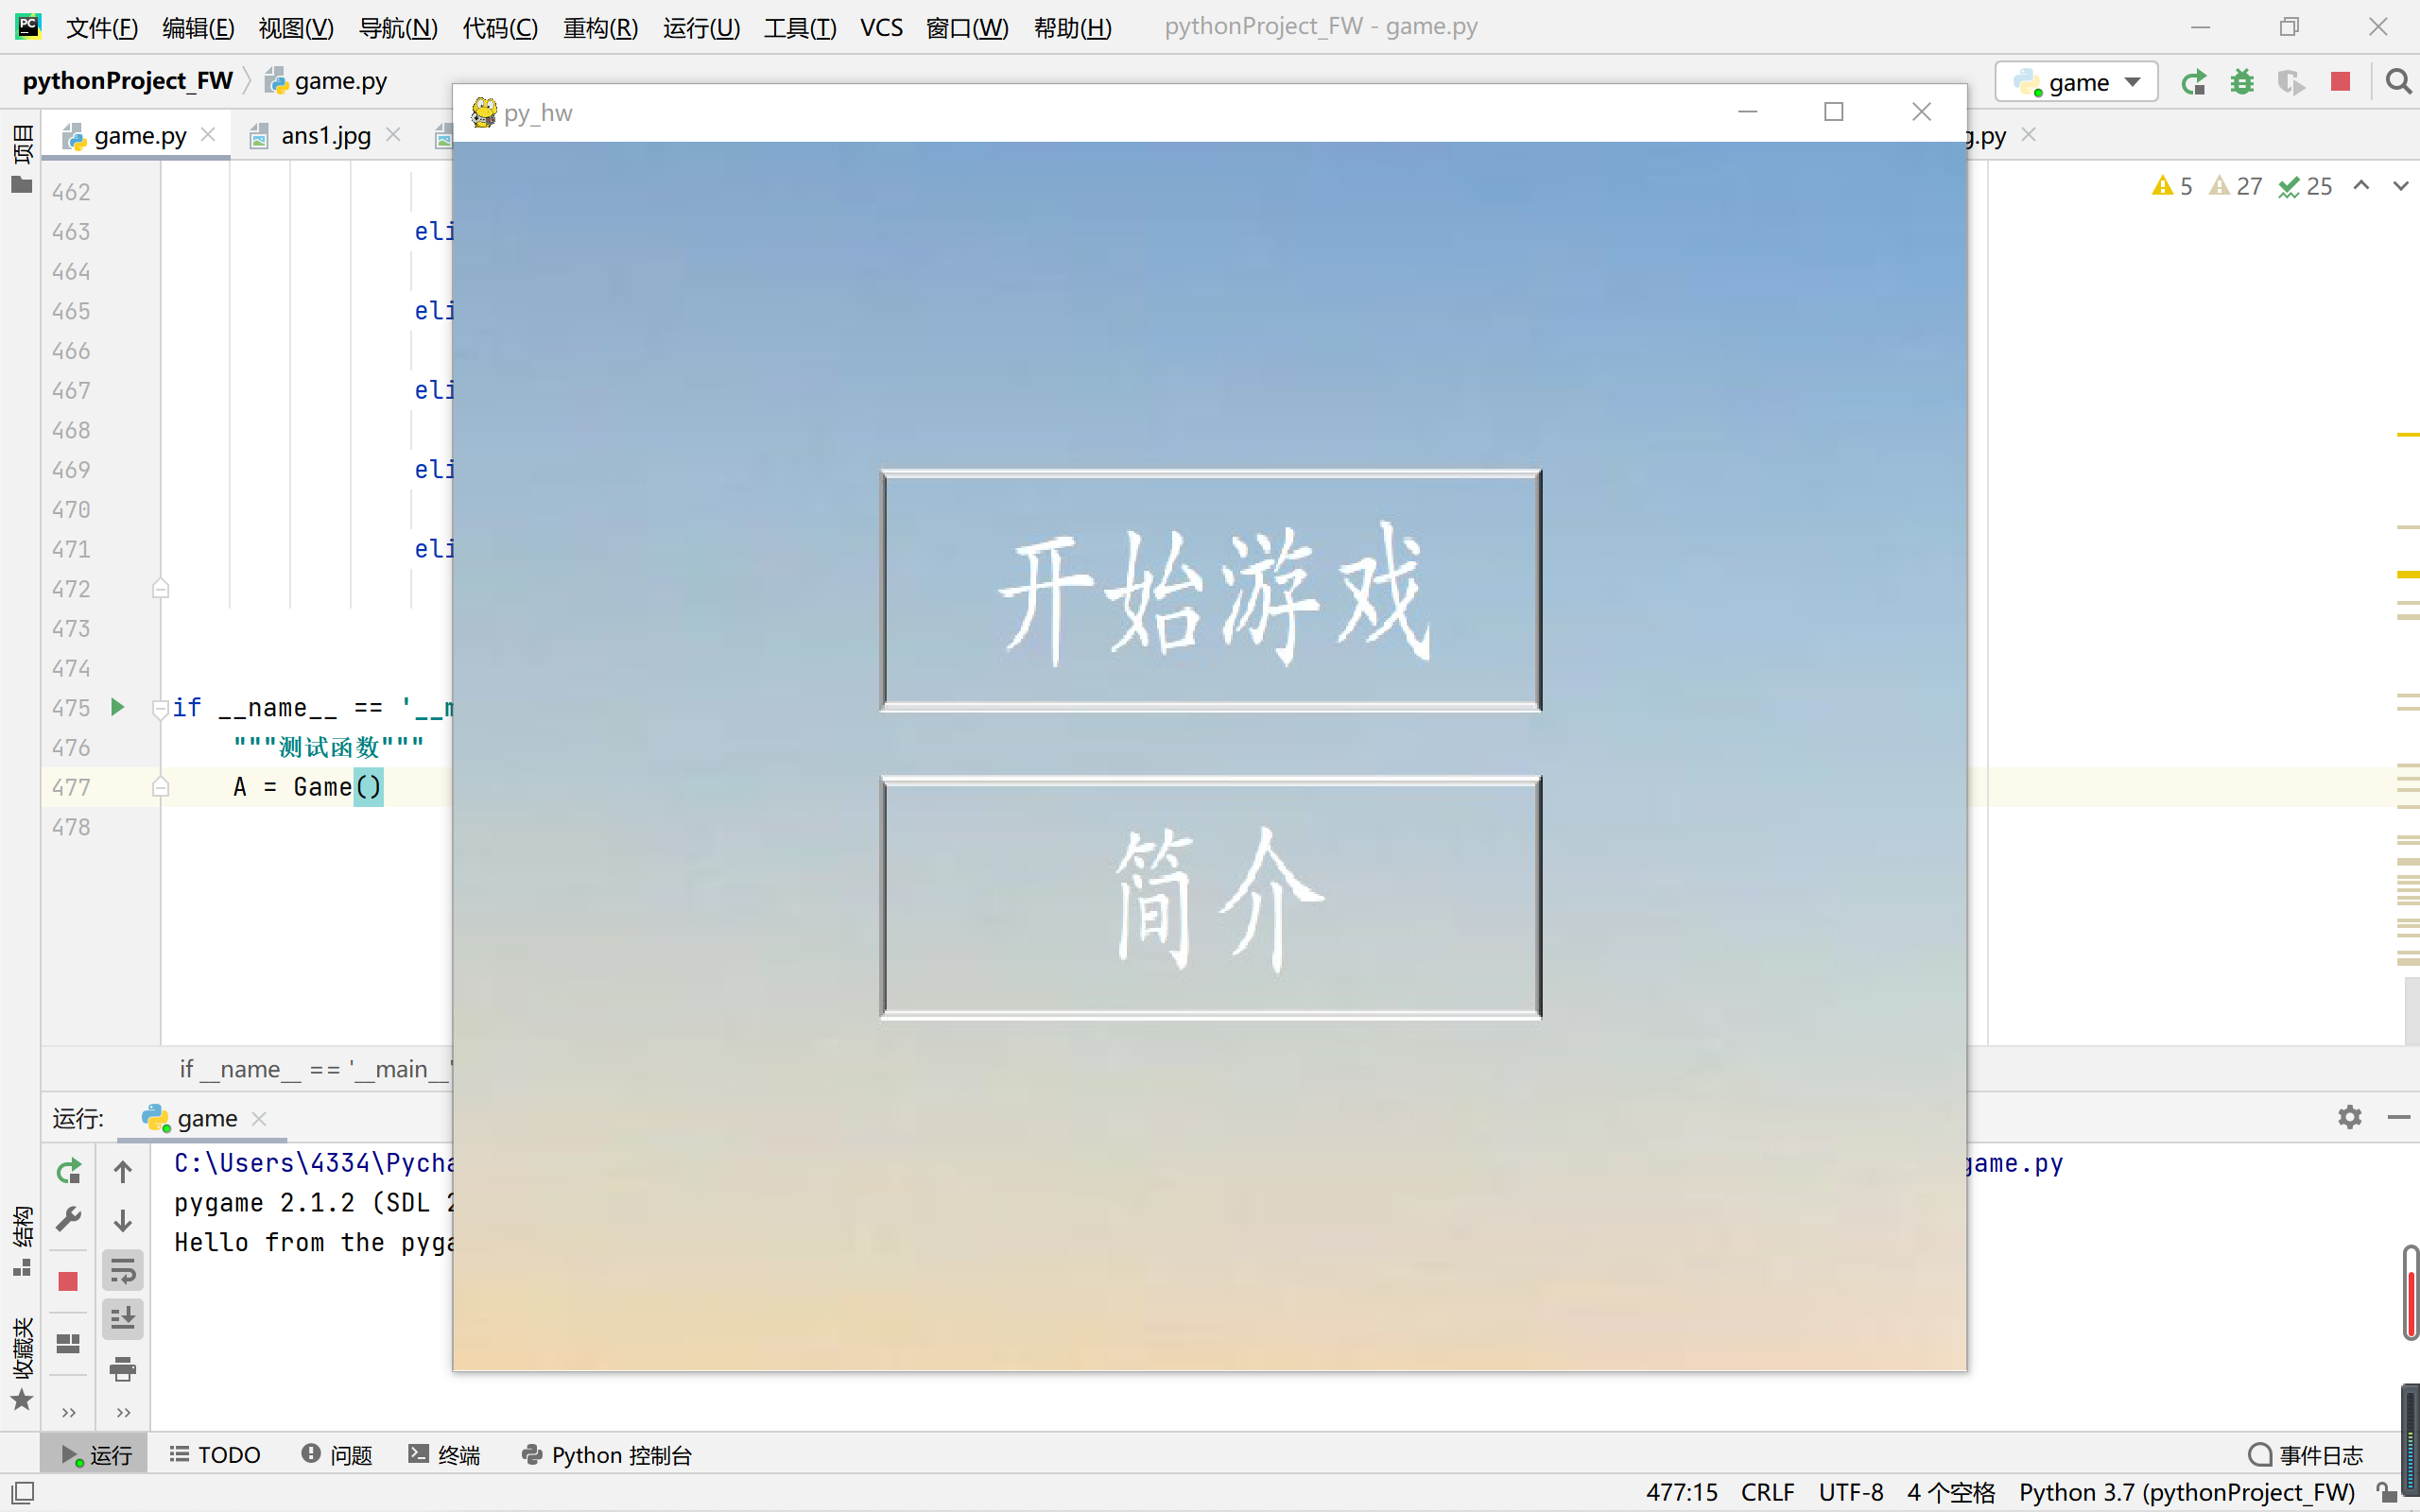 文件(F) 编辑(E) 视图(V) 导航(N) 代码(C) 重构(R) 运行(U) 工具(T) VCS 窗口(W) 帮助(H) pythonProject_FW - game.py
pythonProject_FW game.py game
py_hw
game.py ans1.jpg g.py
项目
5 27 25
462
463 eli
464
465 eli
466
467 eli
468
469 eli
470
471 eli
472
473
474
475 if __name__ == '__m
476 """测试函数"""
477 A = Game()
478
开始游戏
简介
if __name__ == '__main__'
运行: game
C:\Users\4334\Pycha game.py
pygame 2.1.2 (SDL 2
Hello from the pyga
结构
收藏夹
运行 TODO 问题 终端 Python 控制台 事件日志
477:15 CRLF UTF-8 4 个空格 Python 3.7 (pythonProject_FW)